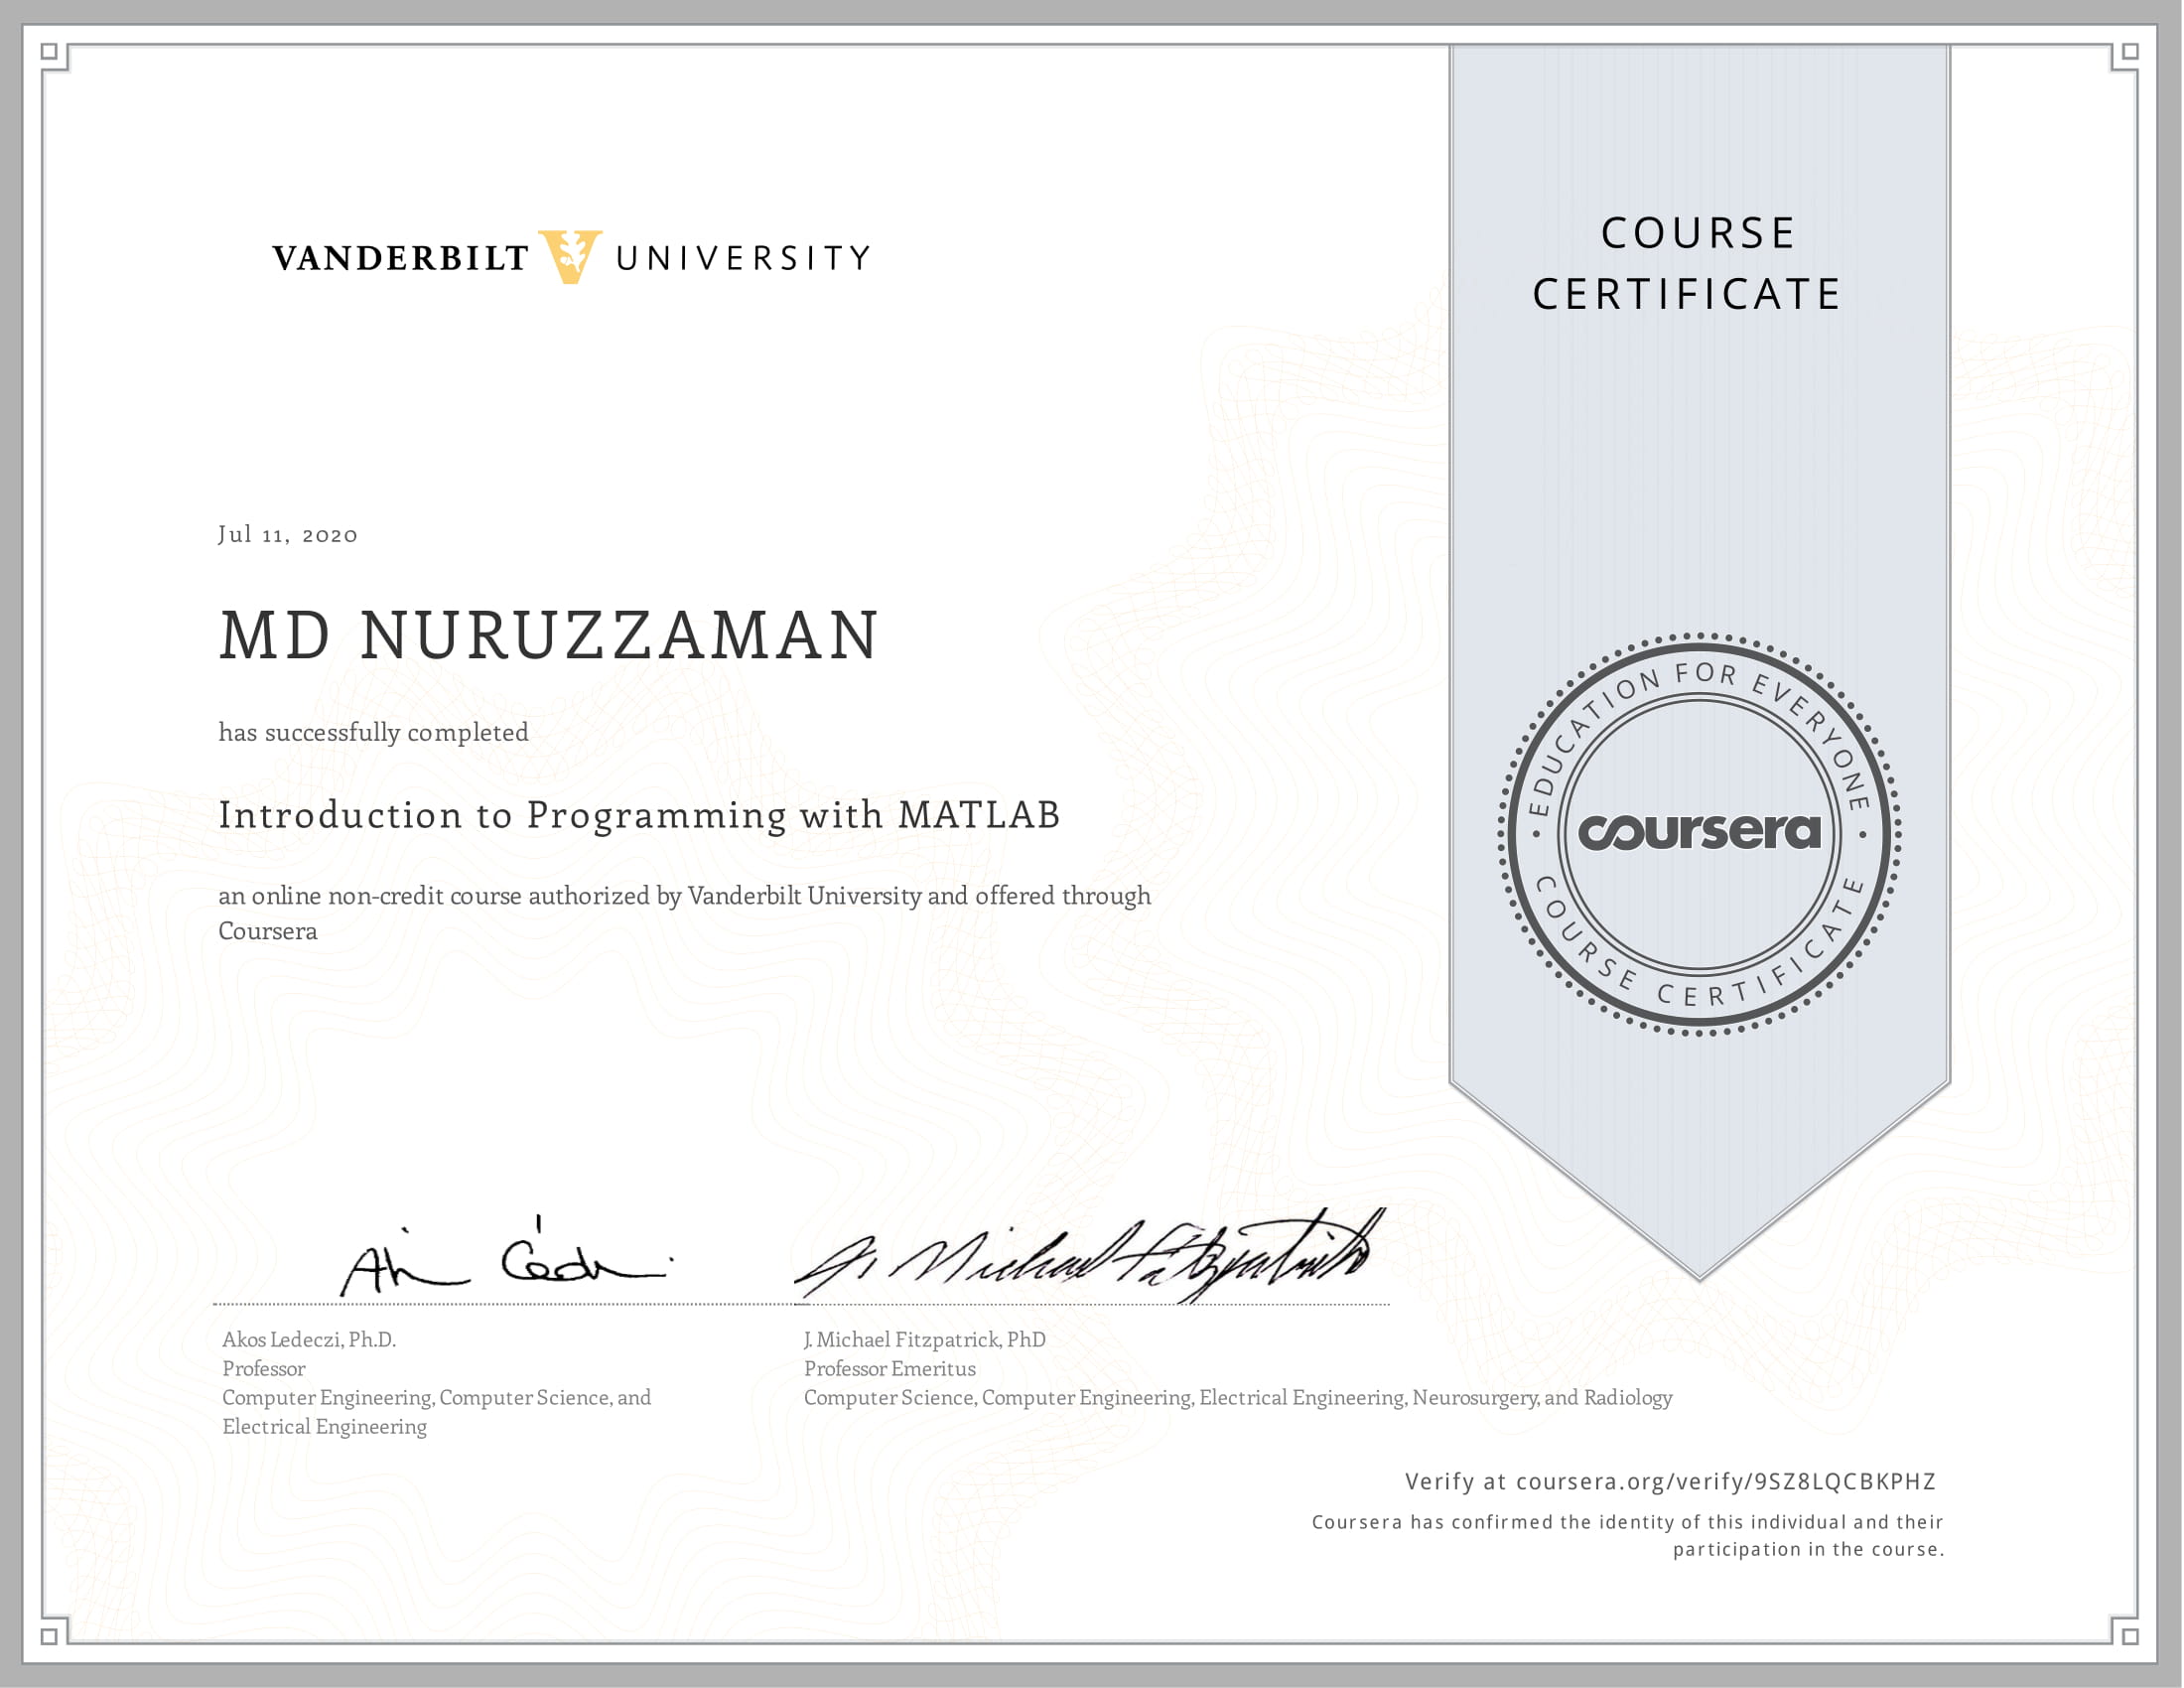 VANDERBILT UNIVERSITY
COURSE
CERTIFICATE
Jul 11, 2020
MD NURUZZAMAN
has successfully completed
Introduction to Programming with MATLAB
an online non-credit course authorized by Vanderbilt University and offered through
Coursera
EDUCATION FOR EVERYONE
coursera
COURSE CERTIFICATE
J. Michael Fitzpatrick
Akos Ledeczi, Ph.D.
Professor
Computer Engineering, Computer Science, and
Electrical Engineering
J. Michael Fitzpatrick, PhD
Professor Emeritus
Computer Science, Computer Engineering, Electrical Engineering, Neurosurgery, and Radiology
Verify at coursera.org/verify/9SZ8LQCBKPHZ
Coursera has confirmed the identity of this individual and their
participation in the course.